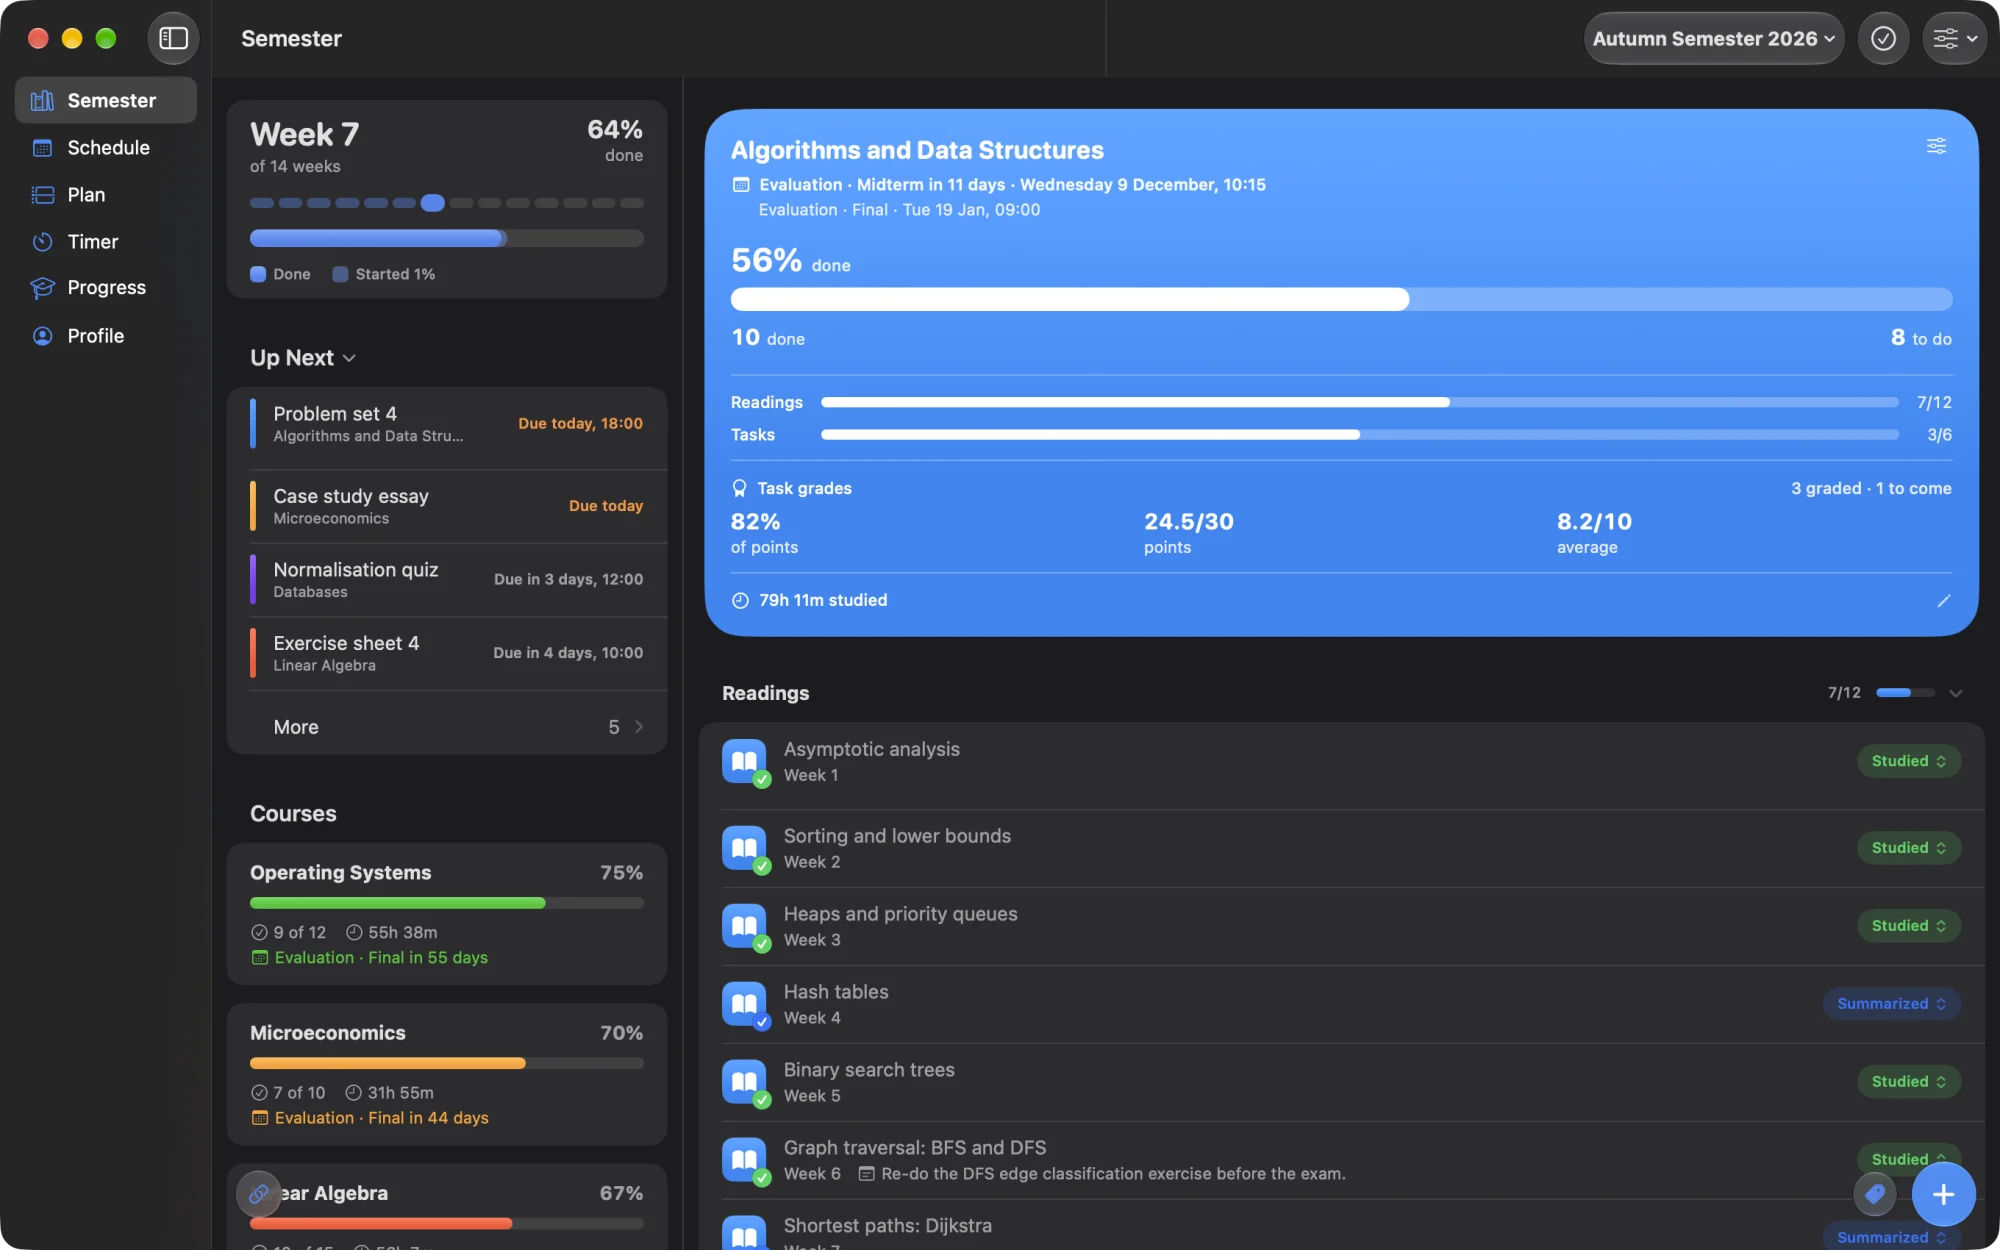 Semester
Autumn Semester 2026
Semester
Schedule
Plan
Timer
Progress
Profile
Week 7
64%
of 14 weeks
done
Done
Started 1%
Up Next
Problem set 4
Algorithms and Data Stru...
Due today, 18:00
Case study essay
Microeconomics
Due today
Normalisation quiz
Databases
Due in 3 days, 12:00
Exercise sheet 4
Linear Algebra
Due in 4 days, 10:00
More
5
Courses
Operating Systems
75%
9 of 12
55h 38m
Evaluation · Final in 55 days
Microeconomics
70%
7 of 10
31h 55m
Evaluation · Final in 44 days
ear Algebra
67%
Algorithms and Data Structures
Evaluation · Midterm in 11 days · Wednesday 9 December, 10:15
Evaluation · Final · Tue 19 Jan, 09:00
56% done
10 done
8 to do
Readings
7/12
Tasks
3/6
Task grades
3 graded · 1 to come
82%
of points
24.5/30
points
8.2/10
average
79h 11m studied
Readings
7/12
Asymptotic analysis
Week 1
Studied
Sorting and lower bounds
Week 2
Studied
Heaps and priority queues
Week 3
Studied
Hash tables
Week 4
Summarized
Binary search trees
Week 5
Studied
Graph traversal: BFS and DFS
Week 6
Re-do the DFS edge classification exercise before the exam.
Studied
Shortest paths: Dijkstra
Summarized